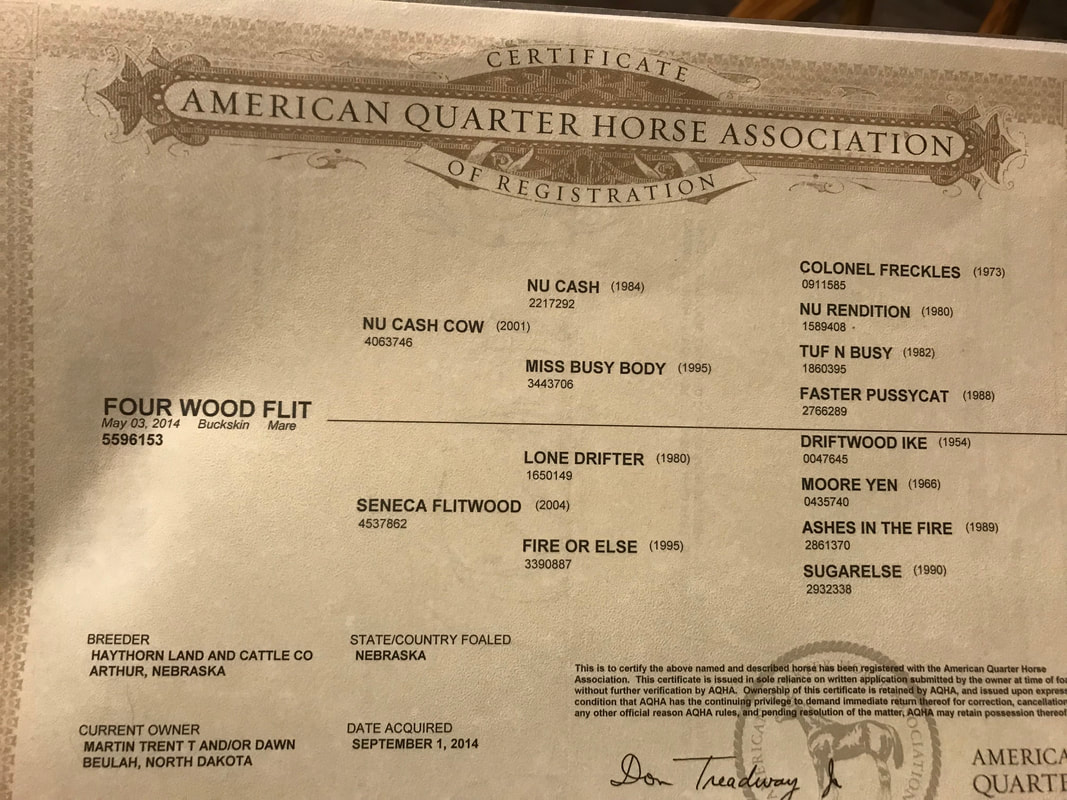 CERTIFICATE
AMERICAN QUARTER HORSE ASSOCIATION
OF REGISTRATION
COLONEL FRECKLES (1973)
0911585
NU CASH (1984)
2217292
NU RENDITION (1980)
1589408
NU CASH COW (2001)
4063746
TUF N BUSY (1982)
1860395
MISS BUSY BODY (1995)
3443706
FASTER PUSSYCAT (1988)
2766289
FOUR WOOD FLIT
May 03, 2014 Buckskin Mare
5596153
DRIFTWOOD IKE (1954)
0047645
LONE DRIFTER (1980)
1650149
MOORE YEN (1966)
0435740
SENECA FLITWOOD (2004)
4537862
ASHES IN THE FIRE (1989)
2861370
FIRE OR ELSE (1995)
3390887
SUGARELSE (1990)
2932338
BREEDER
HAYTHORN LAND AND CATTLE CO
ARTHUR, NEBRASKA
STATE/COUNTRY FOALED
NEBRASKA
CURRENT OWNER
MARTIN TRENT T AND/OR DAWN
BEULAH, NORTH DAKOTA
DATE ACQUIRED
SEPTEMBER 1, 2014
This is to certify the above named and described horse has been registered with the American Quarter Horse
Association. This certificate is issued in sole reliance on written application submitted by the owner at time of foa
without further verification by AQHA. Ownership of this certificate is retained by AQHA, and issued upon express
condition that AQHA has the continuing privilege to demand immediate return thereof for correction, cancellation
any other official reason AQHA rules, and pending resolution of the matter, AQHA may retain possession thereof
Don Treadway Jr
AMERICA
QUARTE